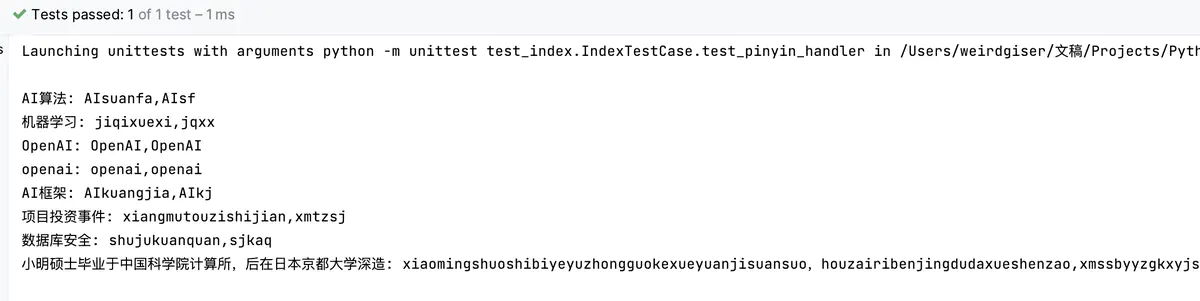 Tests passed: 1 of 1 test – 1 ms
Launching unittests with arguments python -m unittest test_index.IndexTestCase.test_pinyin_handler in /Users/weirdgiser/文稿/Projects/Pyth
AI算法: AIsuanfa,AIsf
机器学习: jiqixuexi,jqxx
OpenAI: OpenAI,OpenAI
openai: openai,openai
AI框架: AIkuangjia,AIkj
项目投资事件: xiangmutouzishijian,xmtzsj
数据库安全: shujukuanquan,sjkaq
小明硕士毕业于中国科学院计算所，后在日本京都大学深造: xiaomingshuoshibiyeyuzhongguokexueyuanjisuansuo，houzairibenjingdudaxueshenzao,xmssbyyzgkxyjs